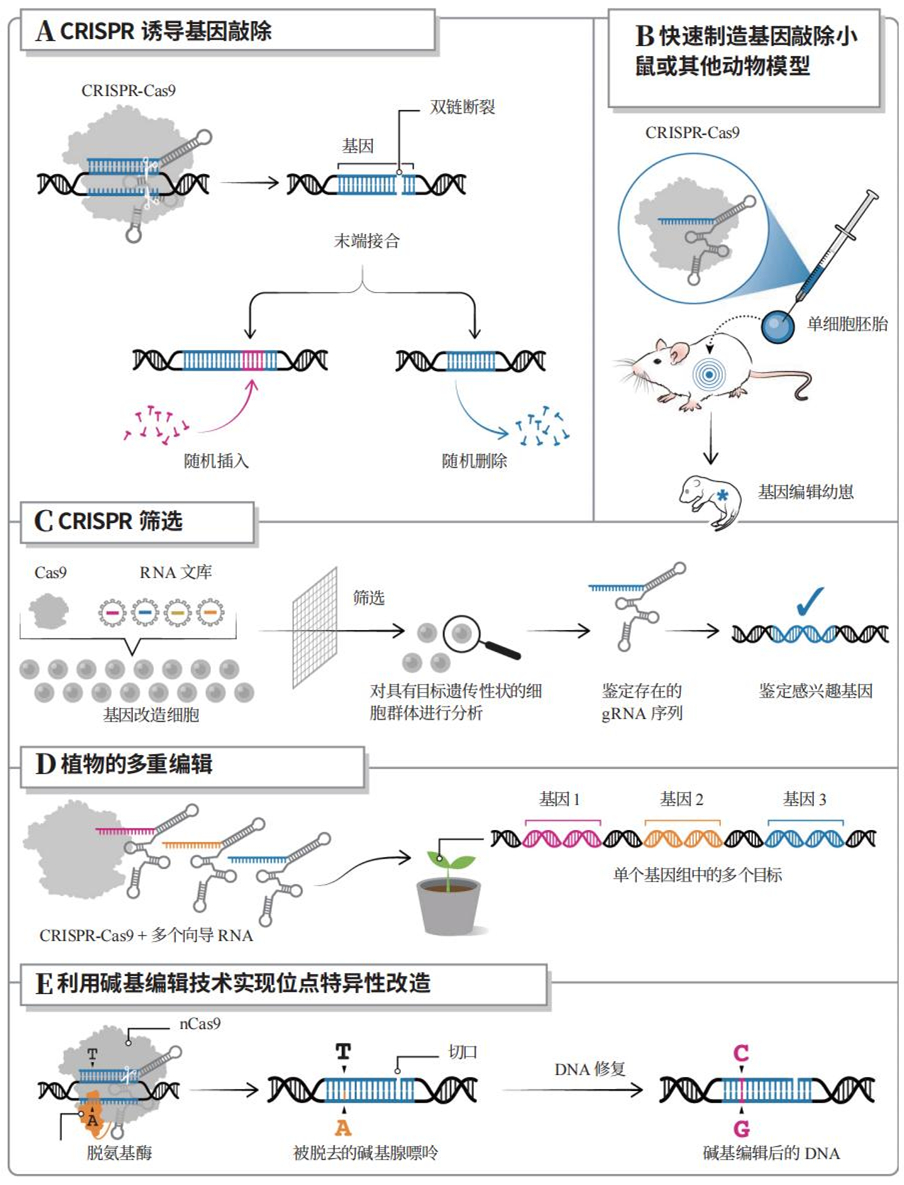 A CRISPR 诱导基因敲除
CRISPR-Cas9
双链断裂
基因
末端接合
随机插入
随机删除
B 快速制造基因敲除小
鼠或其他动物模型
CRISPR-Cas9
单细胞胚胎
基因编辑幼崽
C CRISPR 筛选
Cas9
RNA 文库
基因改造细胞
筛选
对具有目标遗传性状的细
胞群体进行分析
鉴定存在的
gRNA 序列
鉴定感兴趣基因
D 植物的多重编辑
CRISPR-Cas9 + 多个向导 RNA
基因 1
基因 2
基因 3
单个基因组中的多个目标
E 利用碱基编辑技术实现位点特异性改造
nCas9
T
A
脱氨基酶
T
切口
A
被脱去的碱基腺嘌呤
DNA 修复
C
G
碱基编辑后的 DNA